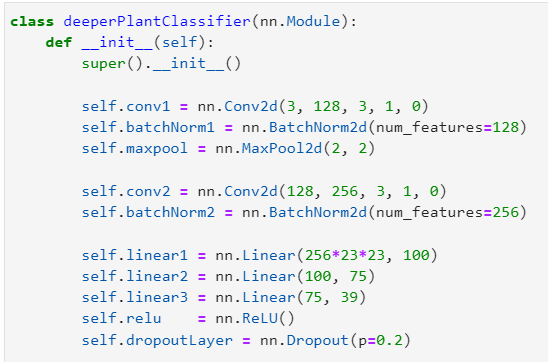 class deeperPlantClassifier(nn.Module):
    def __init__(self):
        super().__init__()

        self.conv1 = nn.Conv2d(3, 128, 3, 1, 0)
        self.batchNorm1 = nn.BatchNorm2d(num_features=128)
        self.maxpool = nn.MaxPool2d(2, 2)

        self.conv2 = nn.Conv2d(128, 256, 3, 1, 0)
        self.batchNorm2 = nn.BatchNorm2d(num_features=256)

        self.linear1 = nn.Linear(256*23*23, 100)
        self.linear2 = nn.Linear(100, 75)
        self.linear3 = nn.Linear(75, 39)
        self.relu    = nn.ReLU()
        self.dropoutLayer = nn.Dropout(p=0.2)